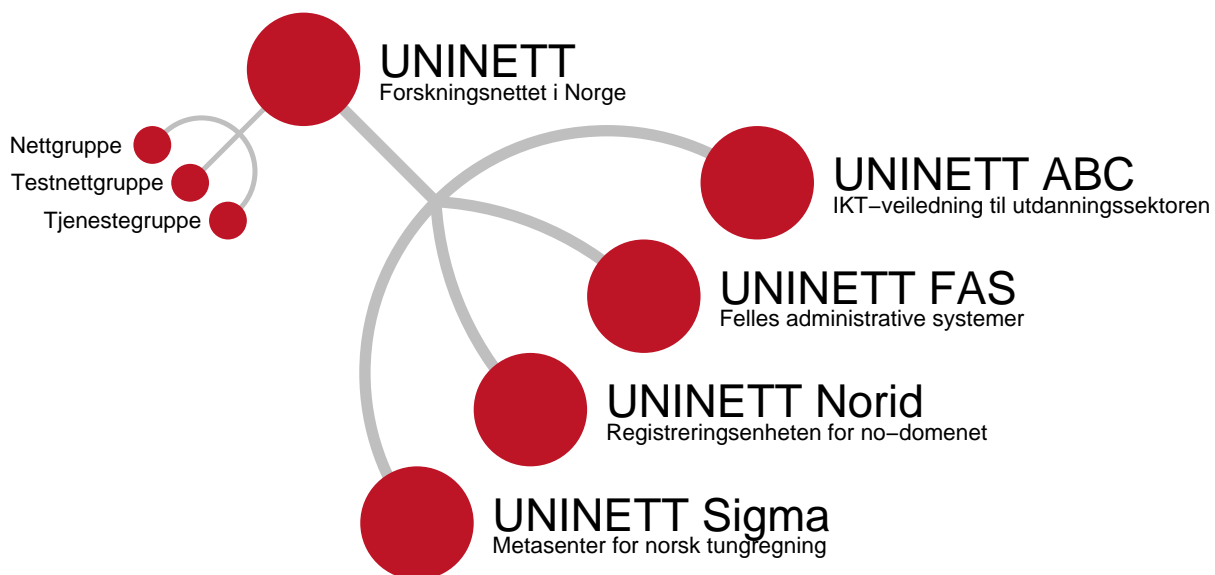 UNINETT
Forskningsnettet i Norge
Nettgruppe
Testnettgruppe
Tjenestegruppe
UNINETT ABC
IKT−veiledning til utdanningssektoren
UNINETT FAS
Felles administrative systemer
UNINETT Norid
Registreringsenheten for no−domenet
UNINETT Sigma
Metasenter for norsk tungregning